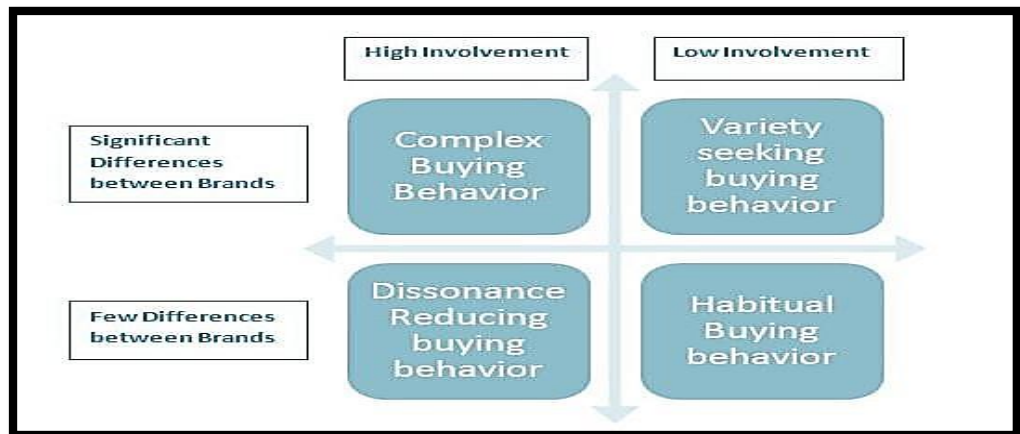 High Involvement
Low Involvement
Significant
Differences
between Brands
Complex
Buying
Behavior
Variety
seeking
buying
behavior
Few Differences
between Brands
Dissonance
Reducing
buying
behavior
Habitual
Buying
behavior